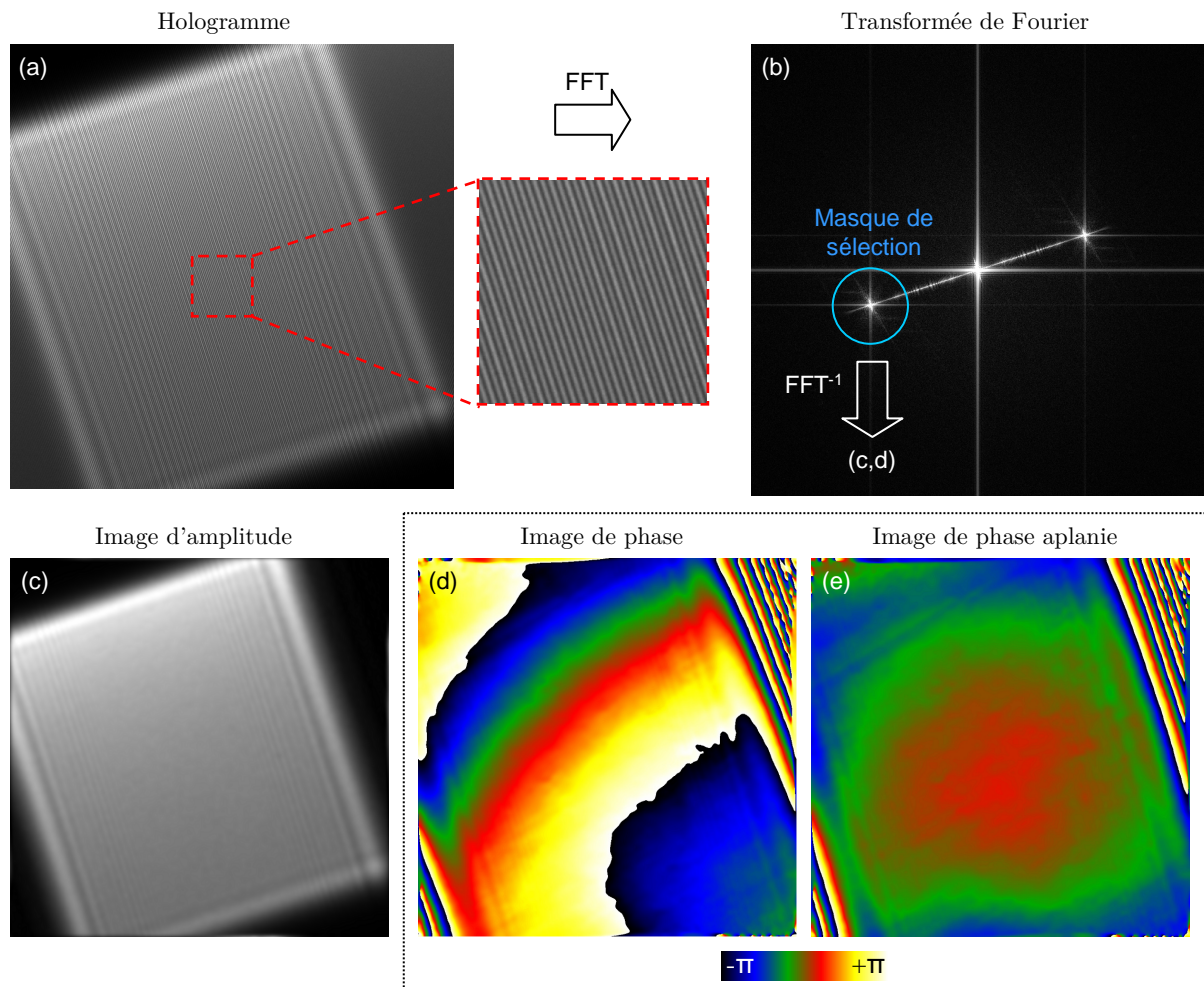 Hologramme
Transformée de Fourier
(a)
FFT
(b)
Masque de
sélection
FFT-1
(c,d)
Image d'amplitude
Image de phase
Image de phase aplanie
(c)
(d)
(e)
-π
+π